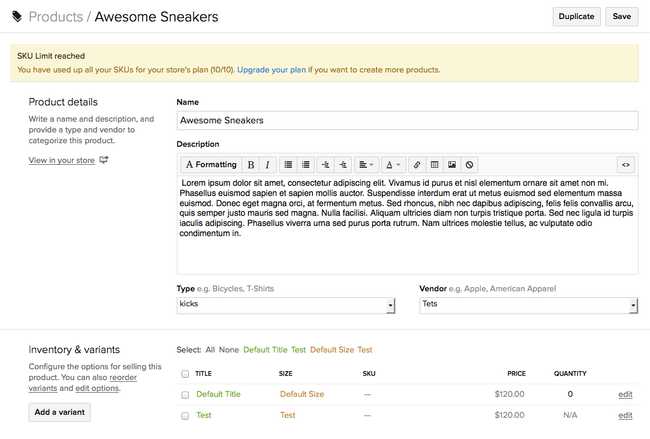 Products / Awesome Sneakers
Duplicate
Save
SKU Limit reached
You have used up all your SKUs for your store's plan (10/10). Upgrade your plan if you want to create more products.
Product details
Write a name and description, and
provide a type and vendor to
categorize this product.
View in your store
Name
Awesome Sneakers
Description
A Formatting B I A <>
Lorem ipsum dolor sit amet, consectetur adipiscing elit. Vivamus id purus et nisl elementum ornare sit amet non mi.
Phasellus euismod sapien et sapien mollis auctor. Suspendisse interdum erat ut metus euismod sed elementum massa
euismod. Donec eget magna orci, at fermentum metus. Sed rhoncus, nibh nec dapibus adipiscing, felis felis convallis arcu,
quis semper justo mauris sed magna. Nulla facilisi. Aliquam ultricies diam non turpis tristique porta. Sed nec ligula id turpis
iaculis adipiscing. Phasellus viverra urna sed purus porta rutrum. Nam ultrices molestie tellus, ac vulputate odio
condimentum in.
Type e.g. Bicycles, T-Shirts
kicks
Vendor e.g. Apple, American Apparel
Tets
Inventory & variants
Configure the options for selling this
product. You can also reorder
variants and edit options.
Add a variant
Select: All None Default Title Test Default Size Test
TITLE SIZE SKU PRICE QUANTITY
Default Title Default Size — $120.00 0 edit
Test Test — $120.00 N/A edit